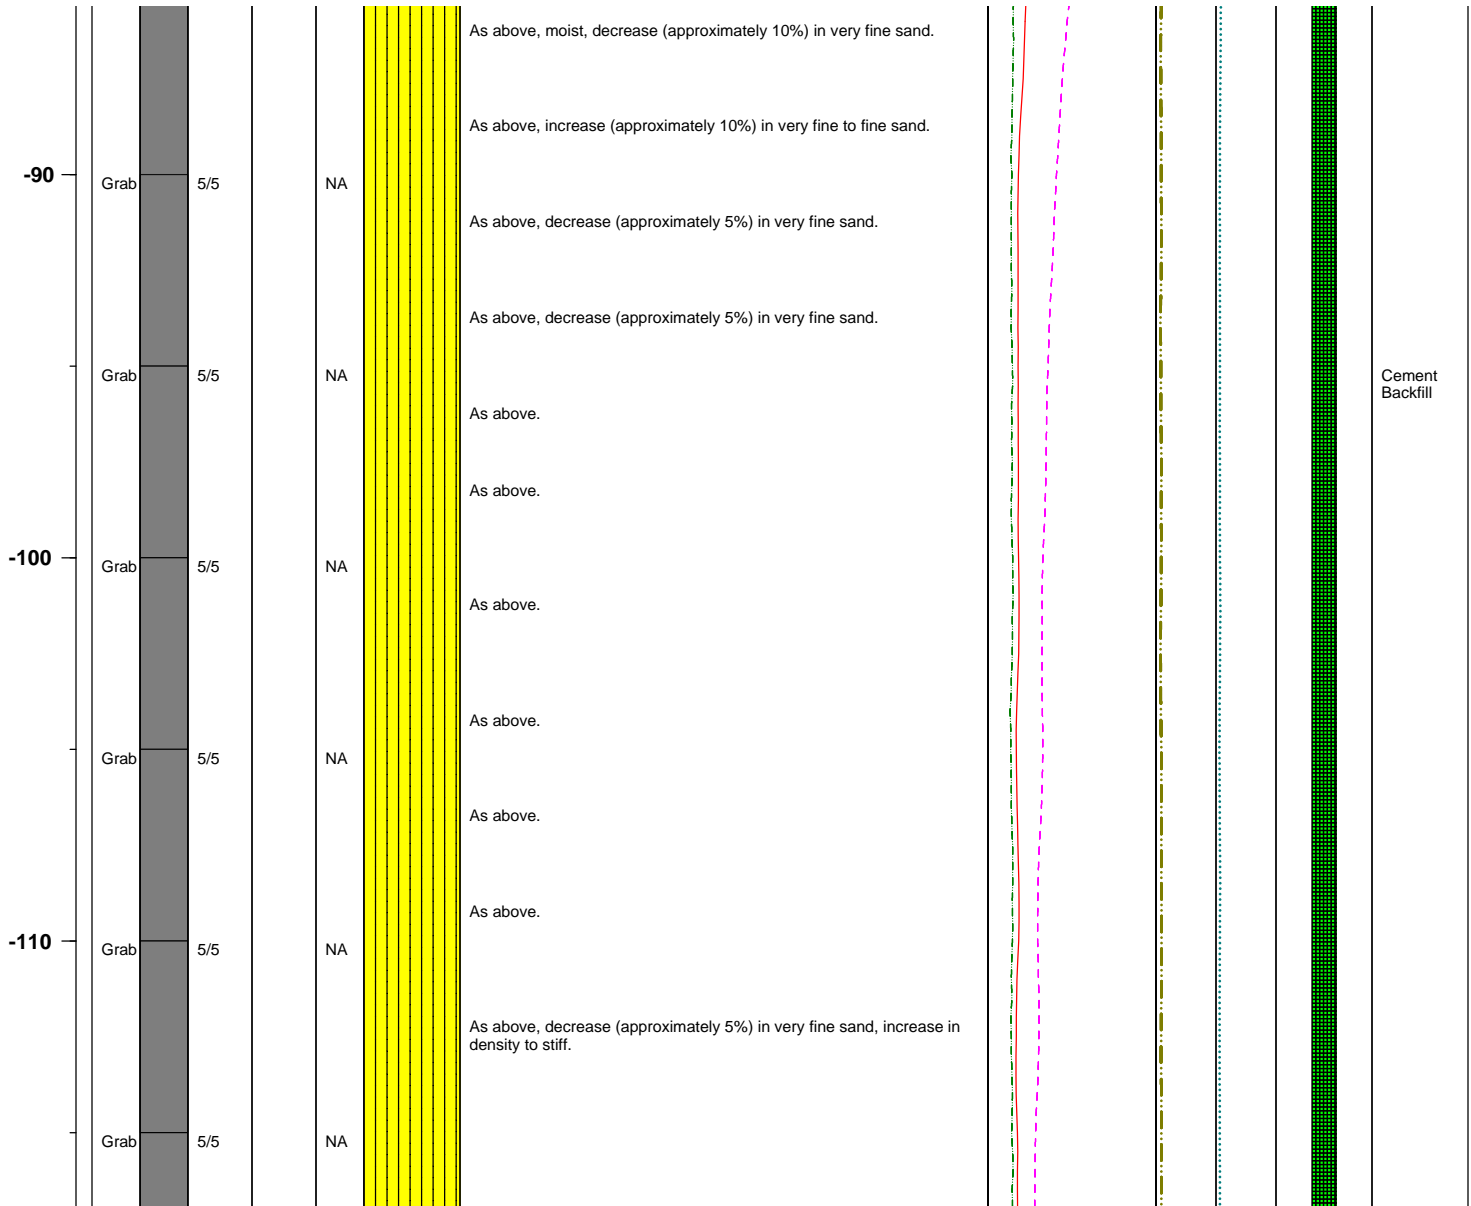 As above, moist, decrease (approximately 10%) in very fine sand.
As above, increase (approximately 10%) in very fine to fine sand.
-90
Grab 5/5 NA
As above, decrease (approximately 5%) in very fine sand.
As above, decrease (approximately 5%) in very fine sand.
Grab 5/5 NA
Cement
Backfill
As above.
As above.
-100
Grab 5/5 NA
As above.
As above.
Grab 5/5 NA
As above.
As above.
-110
Grab 5/5 NA
As above, decrease (approximately 5%) in very fine sand, increase in
density to stiff.
Grab 5/5 NA